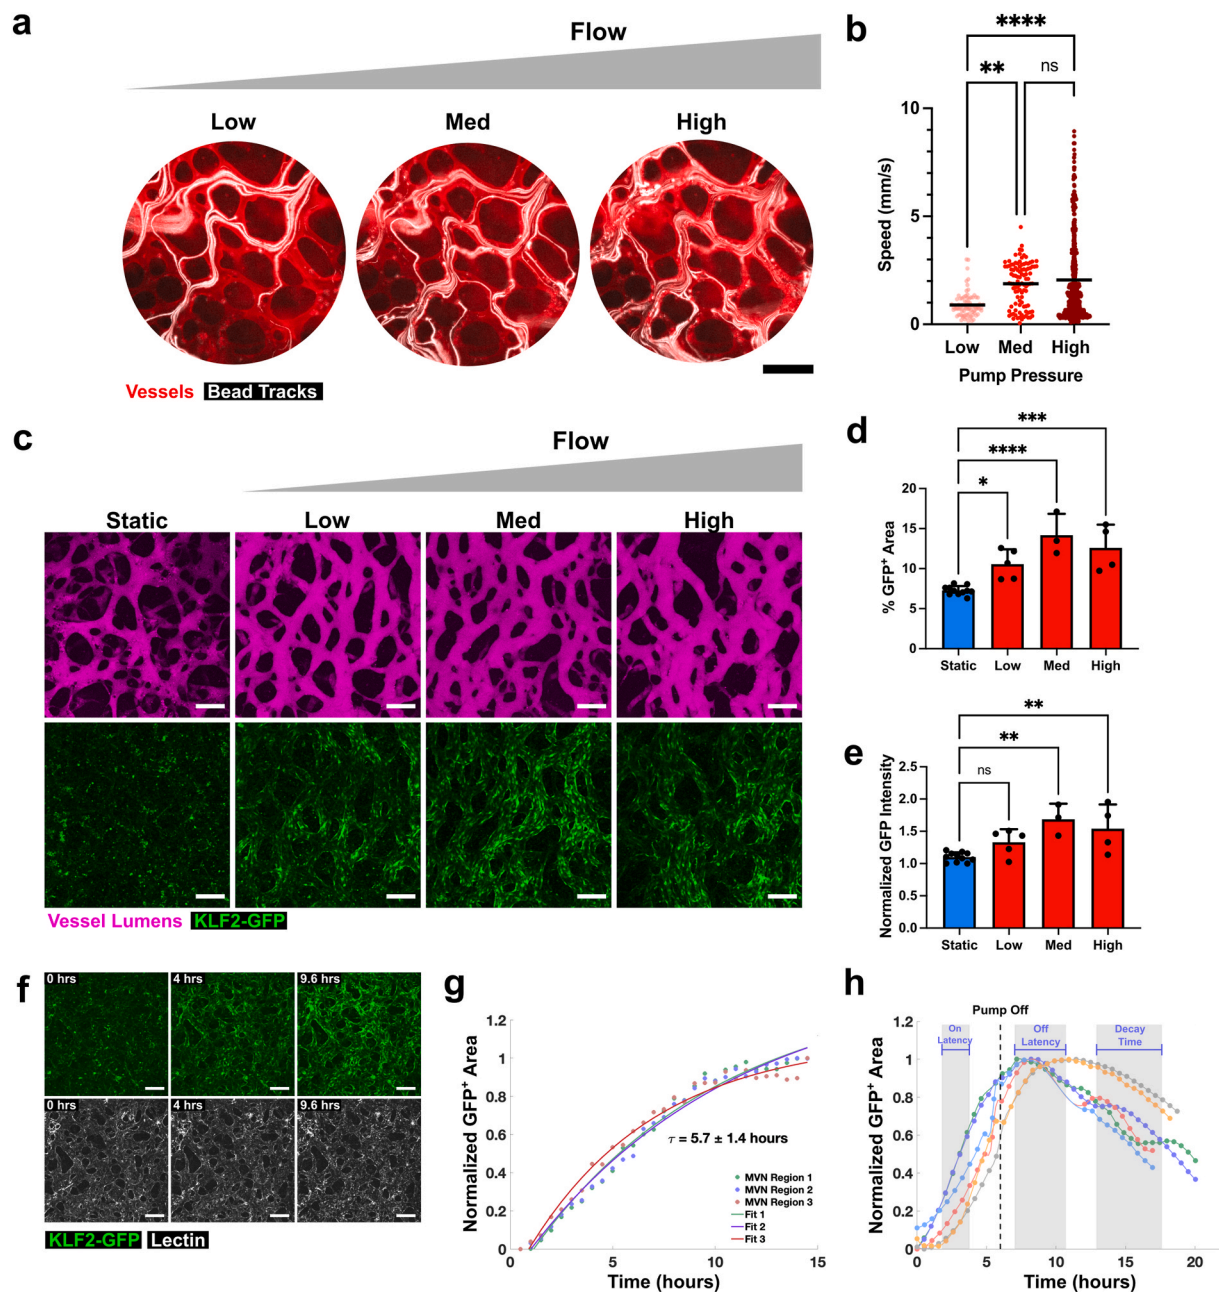 a
Flow
Low Med High
Vessels Bead Tracks
b
****
** ns
10
5
0
Speed (mm/s)
Low Med High
Pump Pressure
c
Flow
Static Low Med High
Vessel Lumens KLF2-GFP
d
***
****
*
20
15
10
5
0
% GFP+ Area
Static Low Med High
e
**
**
ns
2.5
2.0
1.5
1.0
0.5
0.0
Normalized GFP Intensity
Static Low Med High
f
0 hrs 4 hrs 9.6 hrs
0 hrs 4 hrs 9.6 hrs
KLF2-GFP Lectin
g
1.2
1
0.8
0.6
0.4
0.2
0
Normalized GFP+ Area
τ = 5.7 ± 1.4 hours
MVN Region 1
MVN Region 2
MVN Region 3
Fit 1
Fit 2
Fit 3
0 5 10 15
Time (hours)
h
Pump Off
On
Latency
Off
Latency
Decay
Time
1.2
1
0.8
0.6
0.4
0.2
0
Normalized GFP+ Area
0 5 10 15 20
Time (hours)